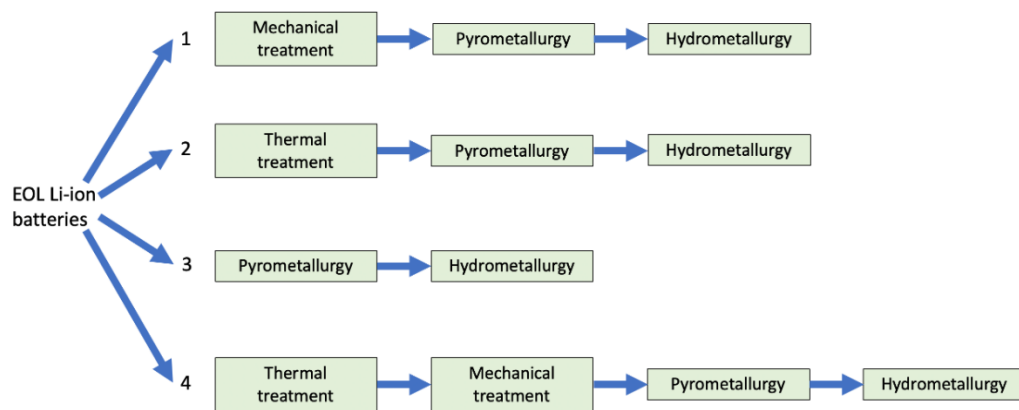 1
Mechanical
treatment
Pyrometallurgy
Hydrometallurgy
2
Thermal
treatment
Pyrometallurgy
Hydrometallurgy
EOL Li-ion
batteries
3
Pyrometallurgy
Hydrometallurgy
4
Thermal
treatment
Mechanical
treatment
Pyrometallurgy
Hydrometallurgy